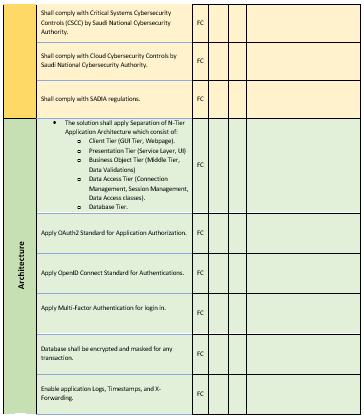 Shall comply with Critical Systems Cybersecurity
Controls (CSCC) by Saudi National Cybersecurity
Authority.
FC
Shall comply with Cloud Cybersecurity Controls by
Saudi National Cybersecurity Authority.
FC
Shall comply with SADIA regulations.
FC
Architecture
• The solution shall apply Separation of N-Tier
Application Architecture which consist of:
Client Tier (GUI Tier, Webpage).
Presentation Tier (Service Layer, UI)
Business Object Tier (Middle Tier,
Data Validations)
Data Access Tier (Connection
Management, Session Management,
Data Access classes).
Database Tier.
FC
Apply OAuth2 Standard for Application Authorization.
FC
Apply OpenID Connect Standard for Authentications.
FC
Apply Multi-Factor Authentication for login in.
FC
Database shall be encrypted and masked for any
transaction.
FC
Enable application Logs, Timestamps, and X-
Forwarding.
FC